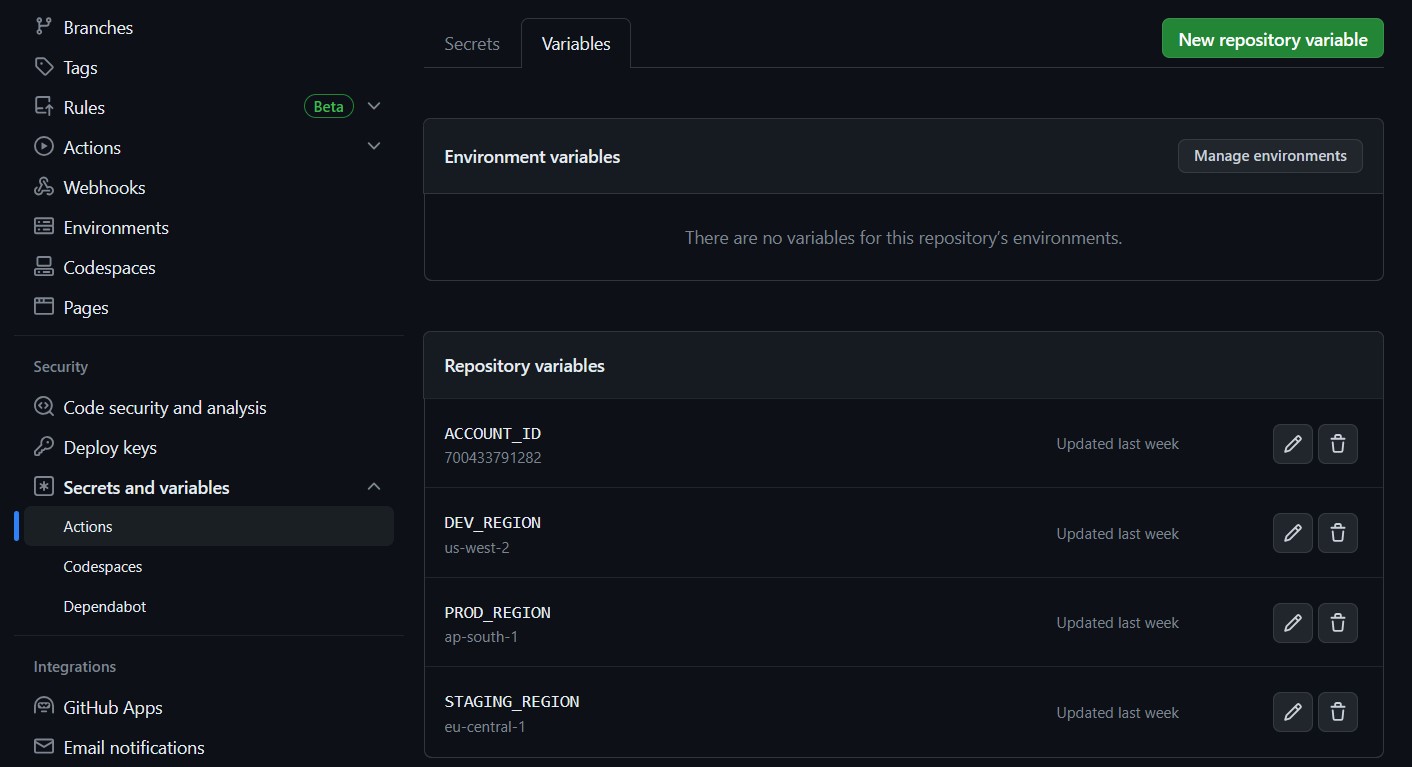 Branches
Tags
Rules Beta
Actions
Webhooks
Environments
Codespaces
Pages
Security
Code security and analysis
Deploy keys
Secrets and variables
Actions
Codespaces
Dependabot
Integrations
GitHub Apps
Email notifications
Secrets Variables New repository variable
Environment variables Manage environments
There are no variables for this repository’s environments.
Repository variables
ACCOUNT_ID
700433791282
Updated last week
DEV_REGION
us-west-2
Updated last week
PROD_REGION
ap-south-1
Updated last week
STAGING_REGION
eu-central-1
Updated last week